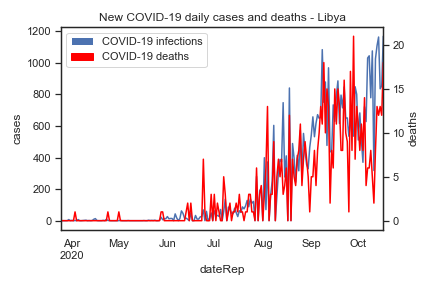 New COVID-19 daily cases and deaths - Libya
COVID-19 infections
COVID-19 deaths
1200
1000
800
600
400
200
0
cases
20
15
10
5
0
deaths
Apr May Jun Jul Aug Sep Oct
2020
dateRep